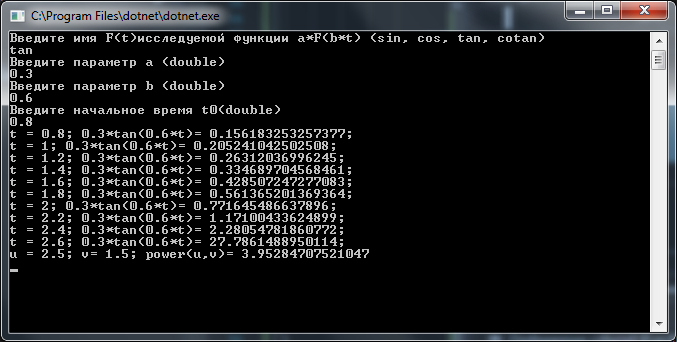 C:\Program Files\dotnet\dotnet.exe
Введите имя F(t)исследуемой функции a*F(b*t) (sin, cos, tan, cotan)
tan
Введите параметр a (double)
0.3
Введите параметр b (double)
0.6
Введите начальное время t0(double)
0.8
t = 0.8; 0.3*tan(0.6*t)= 0.156183253257377;
t = 1; 0.3*tan(0.6*t)= 0.205241042502508;
t = 1.2; 0.3*tan(0.6*t)= 0.26312036996245;
t = 1.4; 0.3*tan(0.6*t)= 0.334689704568461;
t = 1.6; 0.3*tan(0.6*t)= 0.428507247277083;
t = 1.8; 0.3*tan(0.6*t)= 0.561365201369364;
t = 2; 0.3*tan(0.6*t)= 0.771645486637896;
t = 2.2; 0.3*tan(0.6*t)= 1.17100433624899;
t = 2.4; 0.3*tan(0.6*t)= 2.28054781860772;
t = 2.6; 0.3*tan(0.6*t)= 27.7861488950114;
u = 2.5; v= 1.5; power(u,v)= 3.95284707521047